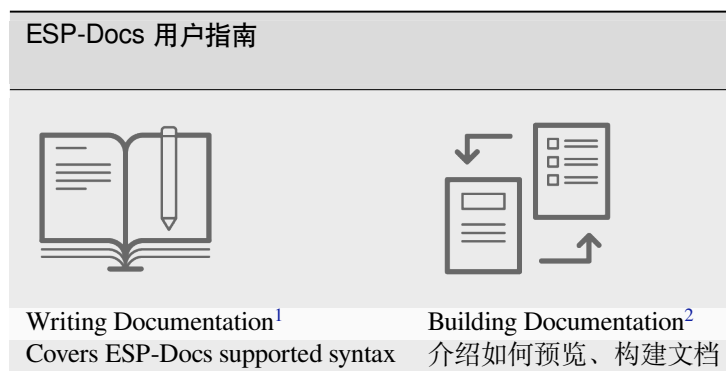 ESP-Docs 用户指南
Writing Documentation1
Building Documentation2
Covers ESP-Docs supported syntax
介绍如何预览、构建文档